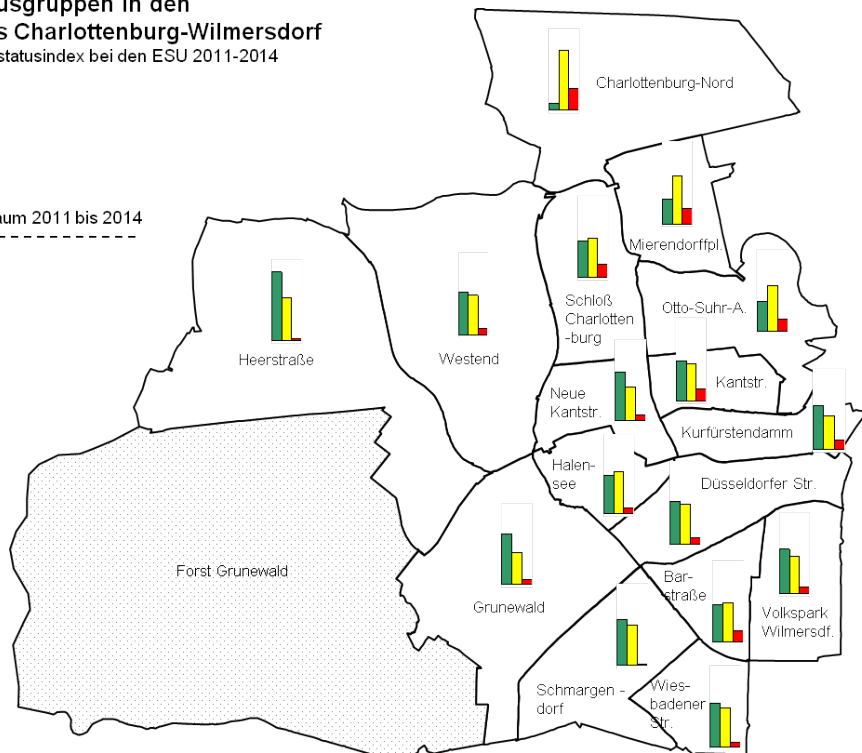 usgruppen in den
s Charlottenburg-Wilmersdorf
statusindex bei den ESU 2011-2014
aum 2011 bis 2014
Charlottenburg-Nord
Mierendorffpl.
Schloß
Charlotten
-burg
Otto-Suhr-A.
Heerstraße
Westend
Neue
Kantstr.
Kantstr.
Kurfürstendamm
Halen-
see
Düsseldorfer Str.
Forst Grunewald
Grunewald
Bar-
straße
Volkspark
Wilmersdf.
Schmargen -
dorf
Wies-
badener
Str.